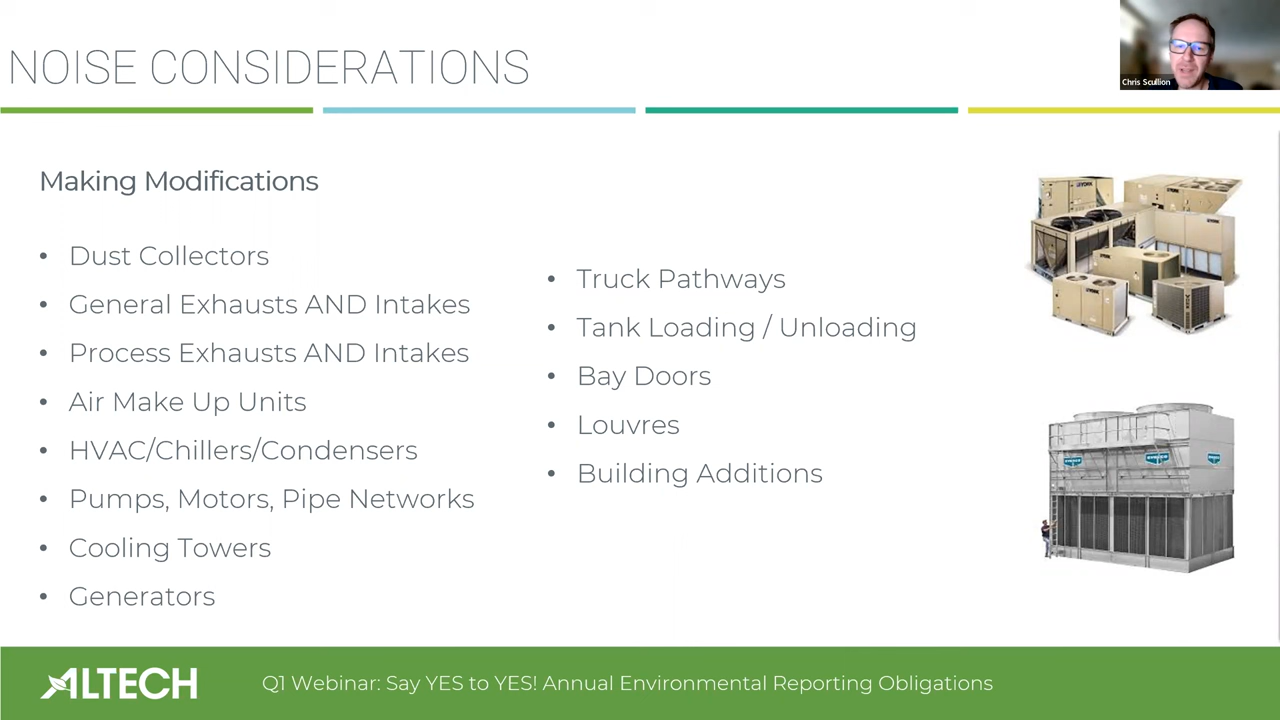 NOISE CONSIDERATIONS
Chris Scullion
Making Modifications
• Dust Collectors
• General Exhausts AND Intakes
• Process Exhausts AND Intakes
• Air Make Up Units
• HVAC/Chillers/Condensers
• Pumps, Motors, Pipe Networks
• Cooling Towers
• Generators
• Truck Pathways
• Tank Loading / Unloading
• Bay Doors
• Louvres
• Building Additions
ALTECH
Q1 Webinar: Say YES to YES! Annual Environmental Reporting Obligations